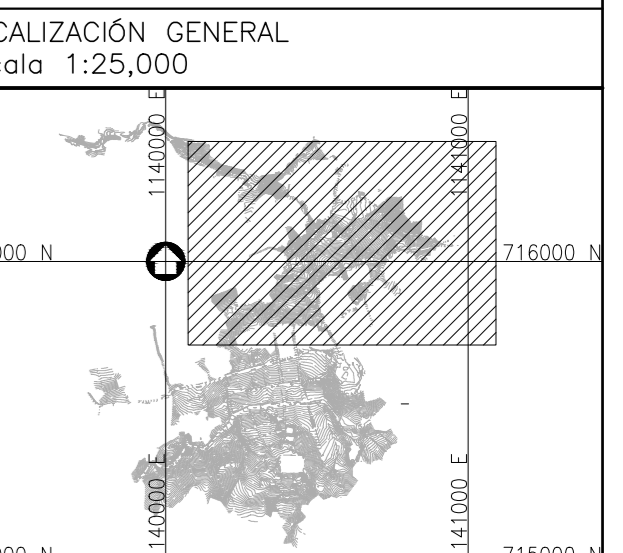 CALIZACIÓN GENERAL
cala 1:25,000
1140000 E
1141000 E
000 N
716000 N
140000 E
141000 E
000 N
715000 N